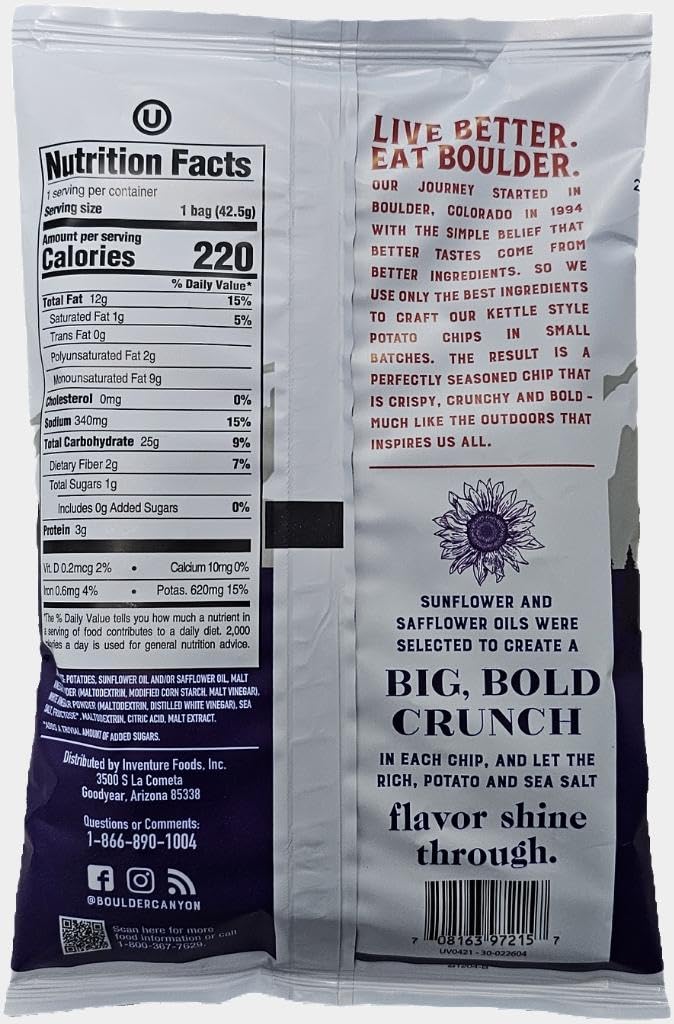 U
Nutrition Facts
1 serving per container
Serving size 1 bag (42.5g)
Amount per serving
Calories 220
% Daily Value*
Total Fat 12g 15%
Saturated Fat 1g 5%
Trans Fat 0g
Polyunsaturated Fat 2g
Monounsaturated Fat 9g
Cholesterol 0mg 0%
Sodium 340mg 15%
Total Carbohydrate 25g 9%
Dietary Fiber 2g 7%
Total Sugars 1g
Includes 0g Added Sugars 0%
Protein 3g
Vit. D 0.2mcg 2% • Calcium 10mg 0%
Iron 0.6mg 4% • Potas. 620mg 15%
*The % Daily Value tells you how much a nutrient in
a serving of food contributes to a daily diet. 2,000
calories a day is used for general nutrition advice.
POTATOES, SUNFLOWER OIL AND/OR SAFFLOWER OIL, MALT
(MALTODEXTRIN, MODIFIED CORN STARCH, MALT VINEGAR),
POWDER (MALTODEXTRIN, DISTILLED WHITE VINEGAR), SEA
SALT, FRUCTOSE*, MALTODEXTRIN, CITRIC ACID, MALT EXTRACT.
*ADDS A TRIVIAL AMOUNT OF ADDED SUGARS.
Distributed by Inventure Foods, Inc.
3500 S La Cometa
Goodyear, Arizona 85338
Questions or Comments:
1-866-890-1004
@BOULDERCANYON
Scan here for more
food information or call
1-800-367-7629.
LIVE BETTER.
EAT BOULDER.
OUR JOURNEY STARTED IN
BOULDER, COLORADO IN 1994
WITH THE SIMPLE BELIEF THAT
BETTER TASTES COME FROM
BETTER INGREDIENTS. SO WE
USE ONLY THE BEST INGREDIENTS
TO CRAFT OUR KETTLE STYLE
POTATO CHIPS IN SMALL
BATCHES. THE RESULT IS A
PERFECTLY SEASONED CHIP THAT
IS CRISPY, CRUNCHY AND BOLD -
MUCH LIKE THE OUTDOORS THAT
INSPIRES US ALL.
SUNFLOWER AND
SAFFLOWER OILS WERE
SELECTED TO CREATE A
BIG, BOLD
CRUNCH
IN EACH CHIP, AND LET THE
RICH, POTATO AND SEA SALT
flavor shine
through.
7 08163 97215 7
UV0421 - 30-022604